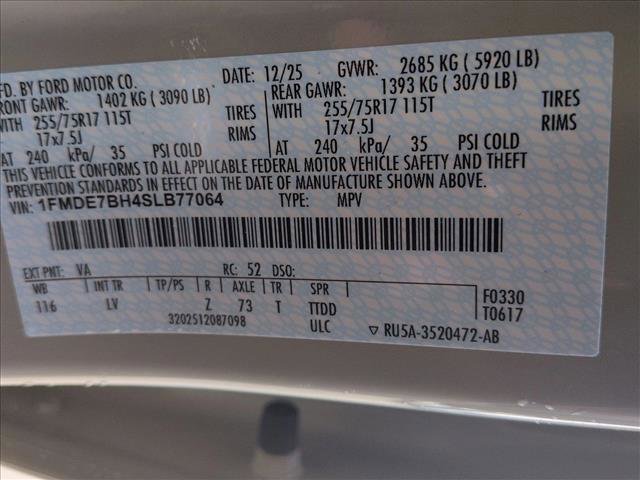 MFD. BY FORD MOTOR CO. DATE: 12/25 GVWR: 2685 KG ( 5920 LB)
FRONT GAWR: 1402 KG ( 3090 LB) REAR GAWR: 1393 KG ( 3070 LB)
WITH 255/75R17 115T TIRES WITH 255/75R17 115T TIRES
17x7.5J RIMS 17x7.5J RIMS
AT 240 kPa/ 35 PSI COLD AT 240 kPa/ 35 PSI COLD
THIS VEHICLE CONFORMS TO ALL APPLICABLE FEDERAL MOTOR VEHICLE SAFETY AND THEFT
PREVENTION STANDARDS IN EFFECT ON THE DATE OF MANUFACTURE SHOWN ABOVE.
VIN: 1FMDE7BH4SLB77064 TYPE: MPV
EXT PNT: VA RC: 52 DSO:
WB INT TR TP/PS R AXLE TR SPR F0330
116 LV Z 73 T TTDD T0617
3202512087098 ULC ▽ RU5A-3520472-AB